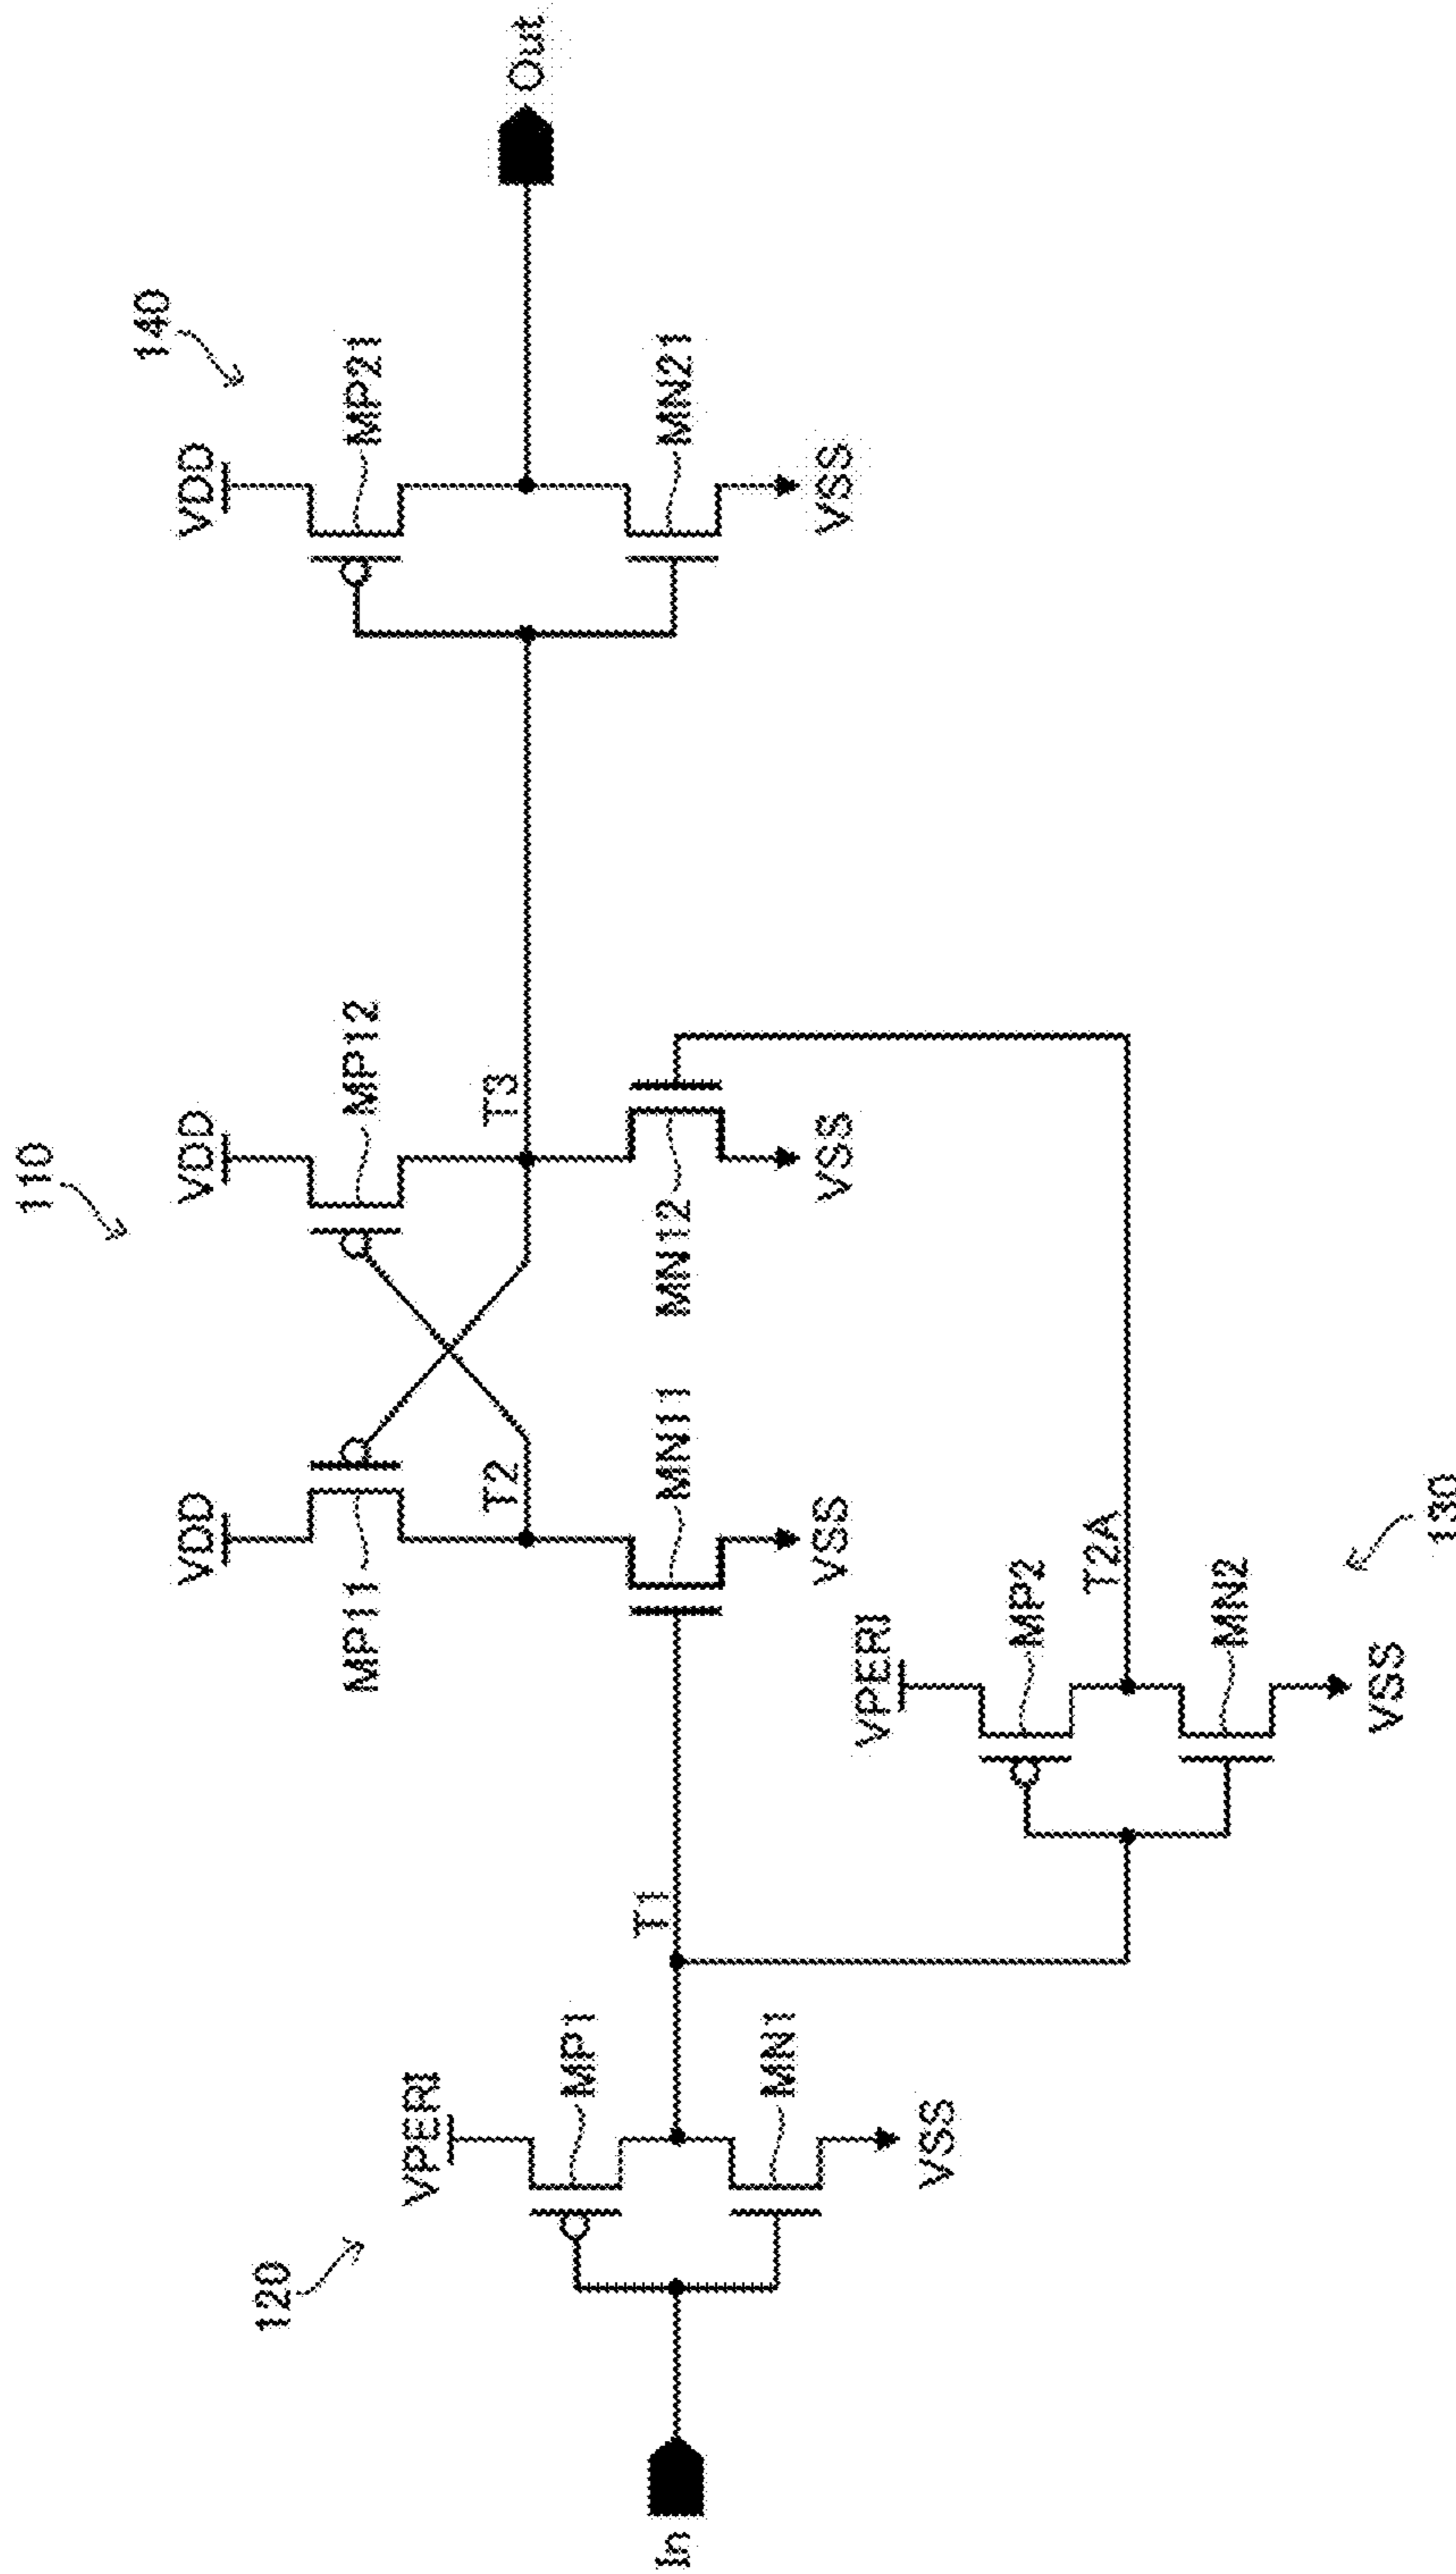 110
140
VDD
VDD
VDD
MP11
MP12
MP21
120
VPERI
T2
T3
Out
MP1
In
T1
MN11
MN12
MN21
MN1
VSS
VSS
VSS
VPERI
VSS
MP2
T2A
MN2
VSS
130